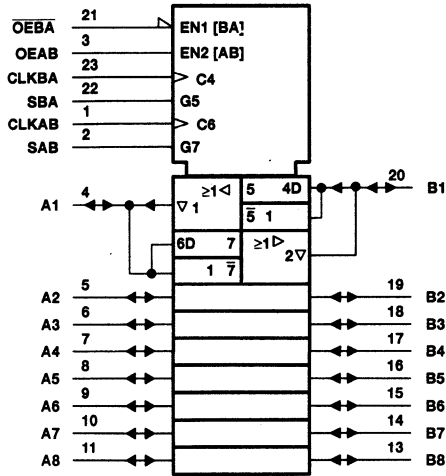 OEBA 21 EN1 [BA]
OEAB 3 EN2 [AB]
CLKBA 23 C4
SBA 22 G5
CLKAB 1 C6
SAB 2 G7
A1 4 ≥1 ▽ 1 5 4D 20 B1
5 1
6D 7 ≥1 2 ▽
1 7
A2 5 19 B2
A3 6 18 B3
A4 7 17 B4
A5 8 16 B5
A6 9 15 B6
A7 10 14 B7
A8 11 13 B8